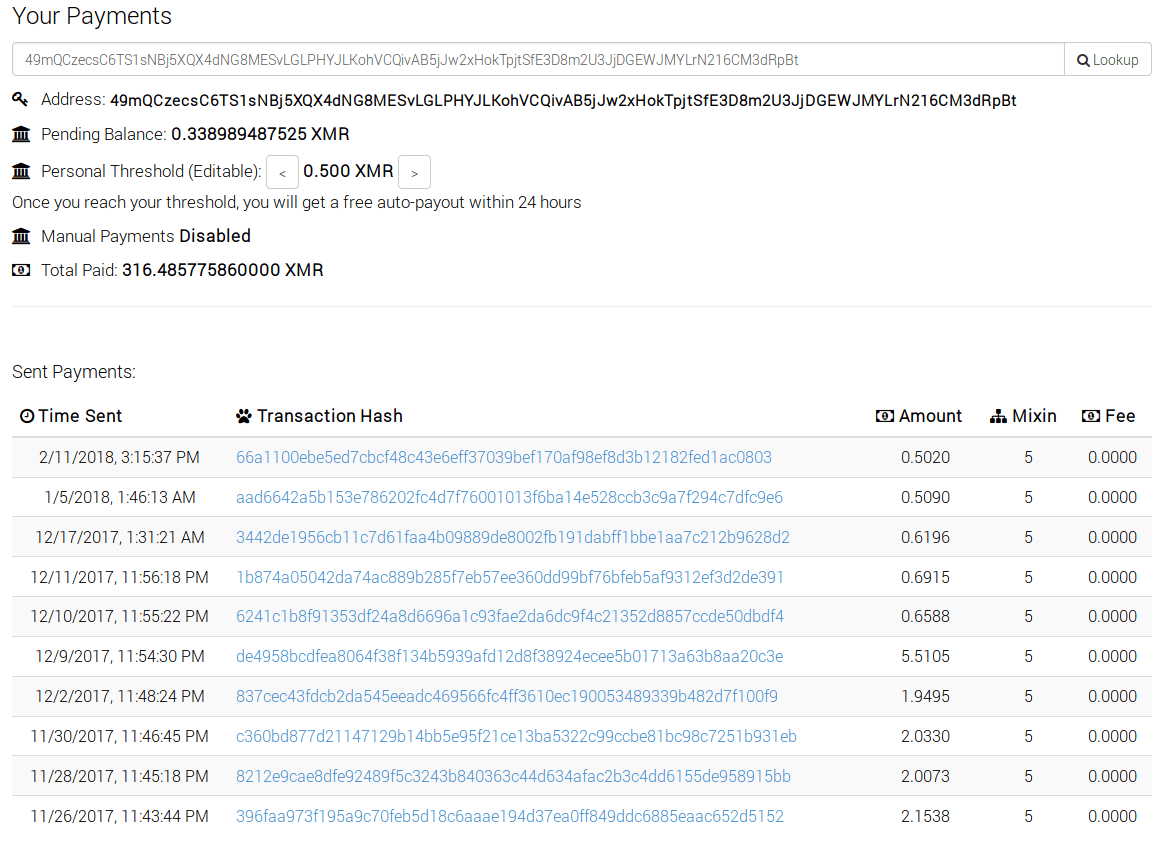 Your Payments
49mQCzecsC6TS1sNBj5XQX4dNG8MESvLGLPHYJLKohVCQivAB5jJw2xHokTpjtSfE3D8m2U3JjDGEWJMYLrN216CM3dRpBt Lookup
Address: 49mQCzecsC6TS1sNBj5XQX4dNG8MESvLGLPHYJLKohVCQivAB5jJw2xHokTpjtSfE3D8m2U3JjDGEWJMYLrN216CM3dRpBt
Pending Balance: 0.338989487525 XMR
Personal Threshold (Editable): < 0.500 XMR >
Once you reach your threshold, you will get a free auto-payout within 24 hours
Manual Payments Disabled
Total Paid: 316.485775860000 XMR
Sent Payments:
Time Sent Transaction Hash Amount Mixin Fee
2/11/2018, 3:15:37 PM 66a1100ebe5ed7cbcf48c43e6eff37039bef170af98ef8d3b12182fed1ac0803 0.5020 5 0.0000
1/5/2018, 1:46:13 AM aad6642a5b153e786202fc4d7f76001013f6ba14e528ccb3c9a7f294c7dfc9e6 0.5090 5 0.0000
12/17/2017, 1:31:21 AM 3442de1956cb11c7d61faa4b09889de8002fb191dabff1bbe1aa7c212b9628d2 0.6196 5 0.0000
12/11/2017, 11:56:18 PM 1b874a05042da74ac889b285f7eb57ee360dd99bf76bfeb5af9312ef3d2de391 0.6915 5 0.0000
12/10/2017, 11:55:22 PM 6241c1b8f91353df24a8d6696a1c93fae2da6dc9f4c21352d8857ccde50dbdf4 0.6588 5 0.0000
12/9/2017, 11:54:30 PM de4958bcdfea8064f38f134b5939afd12d8f38924ecee5b01713a63b8aa20c3e 5.5105 5 0.0000
12/2/2017, 11:48:24 PM 837cec43fdcb2da545eeadc469566fc4ff3610ec190053489339b482d7f100f9 1.9495 5 0.0000
11/30/2017, 11:46:45 PM c360bd877d21147129b14bb5e95f21ce13ba5322c99ccbe81bc98c7251b931eb 2.0330 5 0.0000
11/28/2017, 11:45:18 PM 8212e9cae8dfe92489f5c3243b840363c44d634afac2b3c4dd6155de958915bb 2.0073 5 0.0000
11/26/2017, 11:43:44 PM 396faa973f195a9c70feb5d18c6aaae194d37ea0ff849ddc6885eaac652d5152 2.1538 5 0.0000